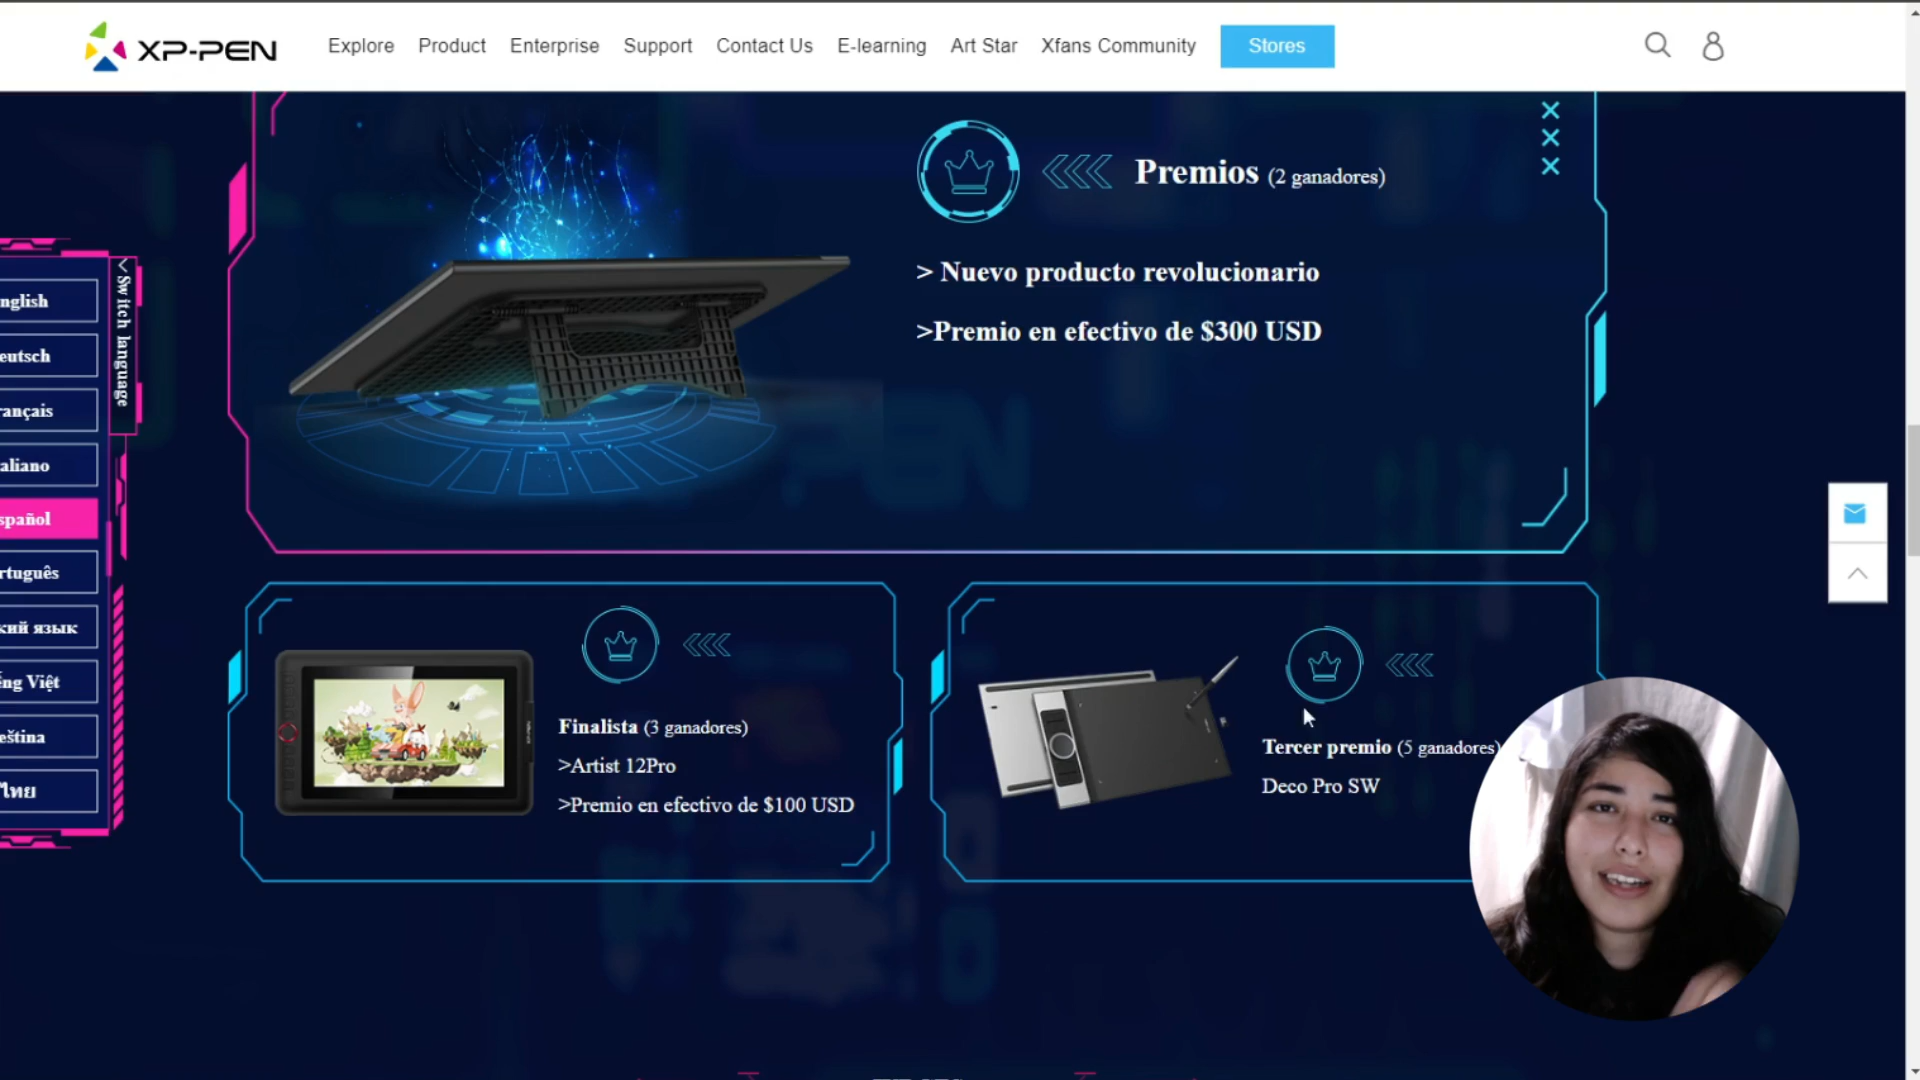 XP-PEN
Explore Product Enterprise Support Contact Us E-learning Art Star Xfans Community Stores
Premios (2 ganadores)
> Nuevo producto revolucionario
>Premio en efectivo de $300 USD
Switch language
nglish
eutsch
rançais
aliano
spañol
rtuguês
кий язык
ếng Việt
eština
ไทย
Finalista (3 ganadores)
>Artist 12Pro
>Premio en efectivo de $100 USD
Tercer premio (5 ganadores)
Deco Pro SW